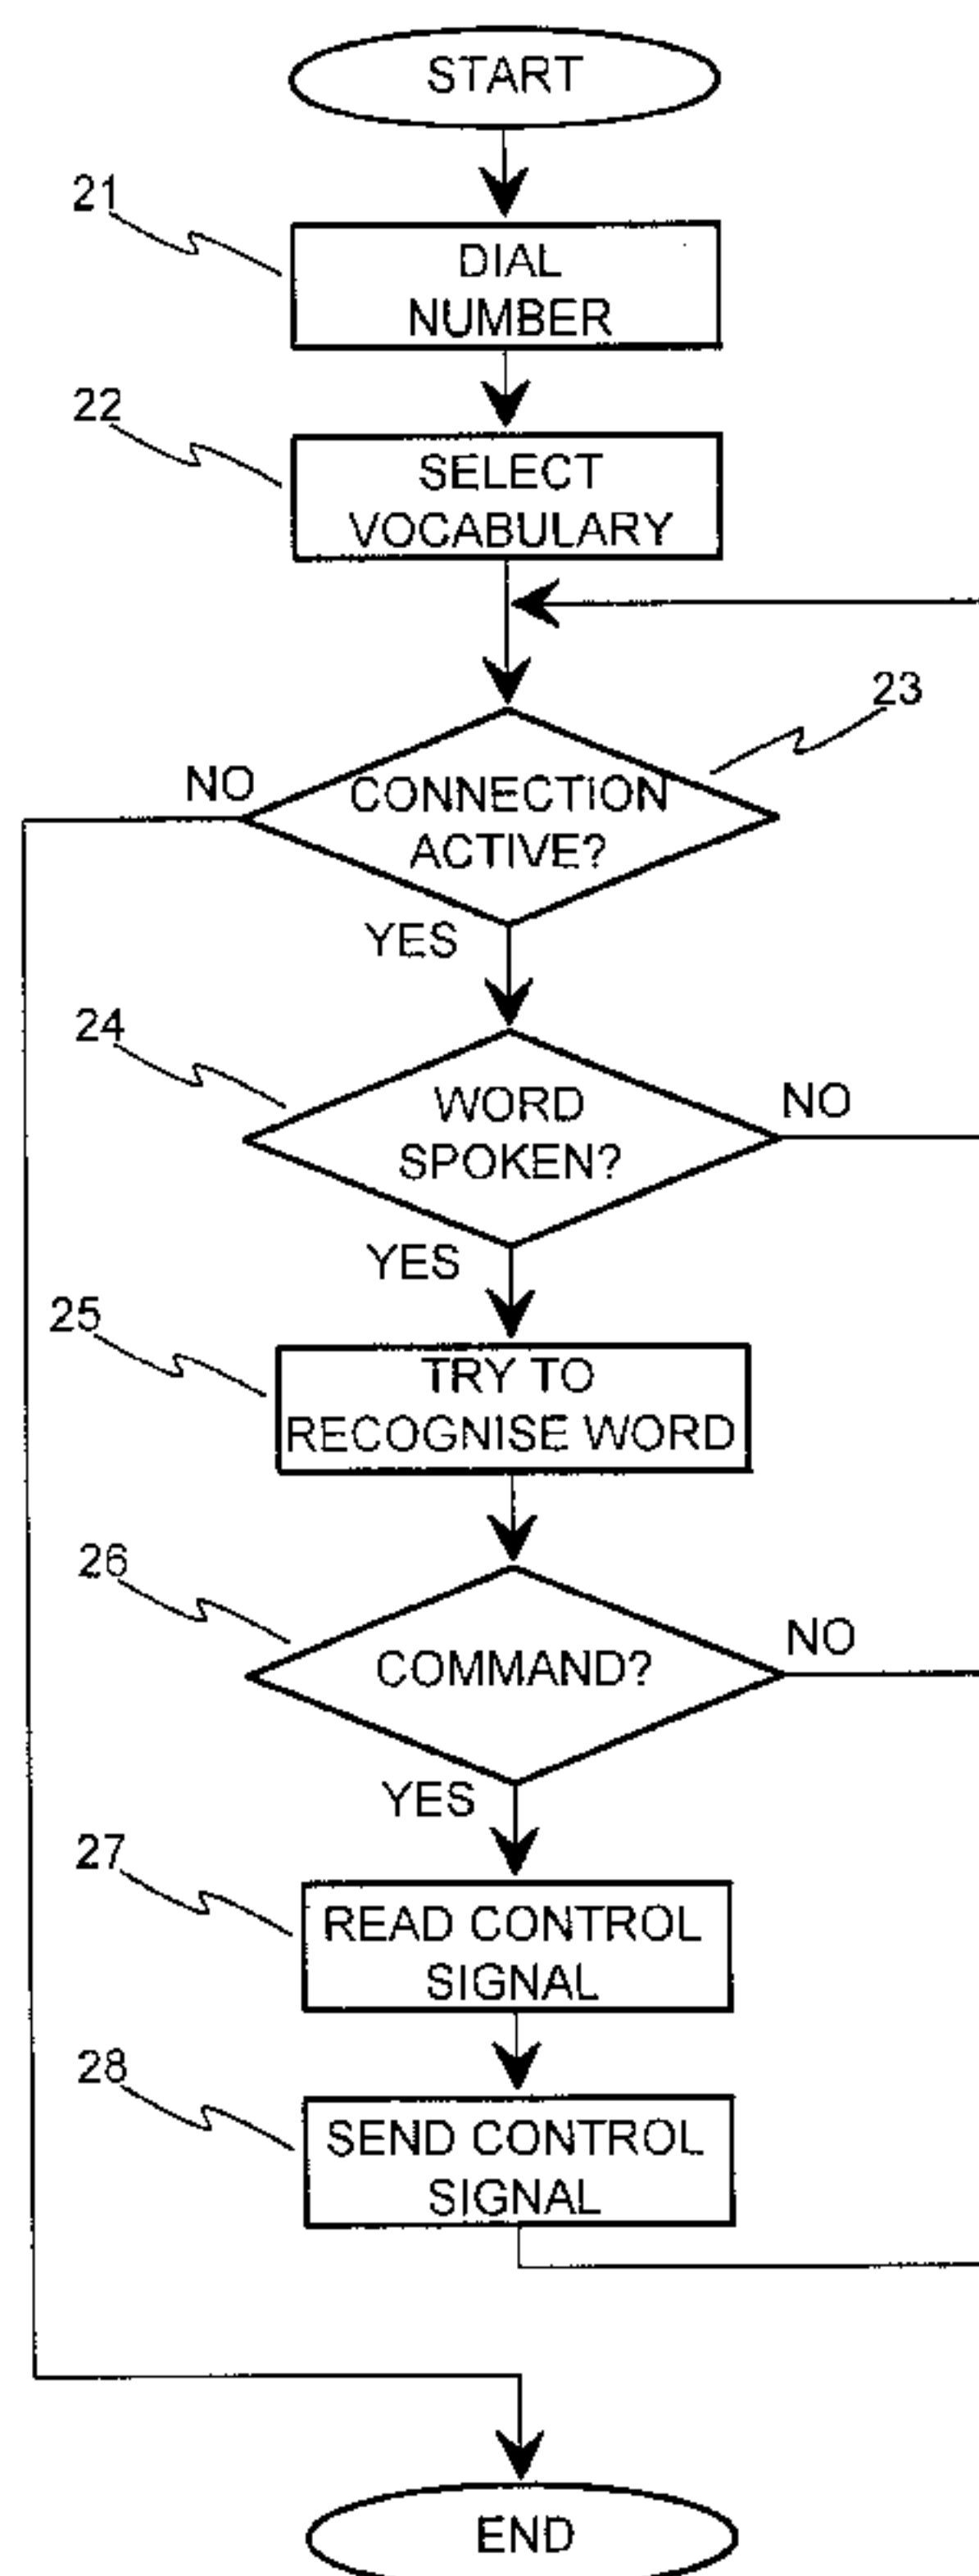 START
21
DIAL
NUMBER
22
SELECT
VOCABULARY
23
NO
CONNECTION
ACTIVE?
YES
24
WORD
SPOKEN?
NO
YES
25
TRY TO
RECOGNISE WORD
26
COMMAND?
NO
YES
27
READ CONTROL
SIGNAL
28
SEND CONTROL
SIGNAL
END